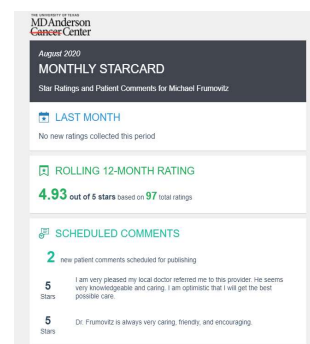 THE UNIVERSITY OF TEXAS
MDAnderson
Cancer Center
August 2020
MONTHLY STARCARD
Star Ratings and Patient Comments for Michael Frumovitz
LAST MONTH
No new ratings collected this period
ROLLING 12-MONTH RATING
4.93 out of 5 stars based on 97 total ratings
SCHEDULED COMMENTS
2 new patient comments scheduled for publishing
5
Stars
I am very pleased my local doctor referred me to this provider. He seems
very knowledgeable and caring. I am optimistic that I will get the best
possible care.
5
Stars
Dr. Frumovitz is always very caring, friendly, and encouraging.